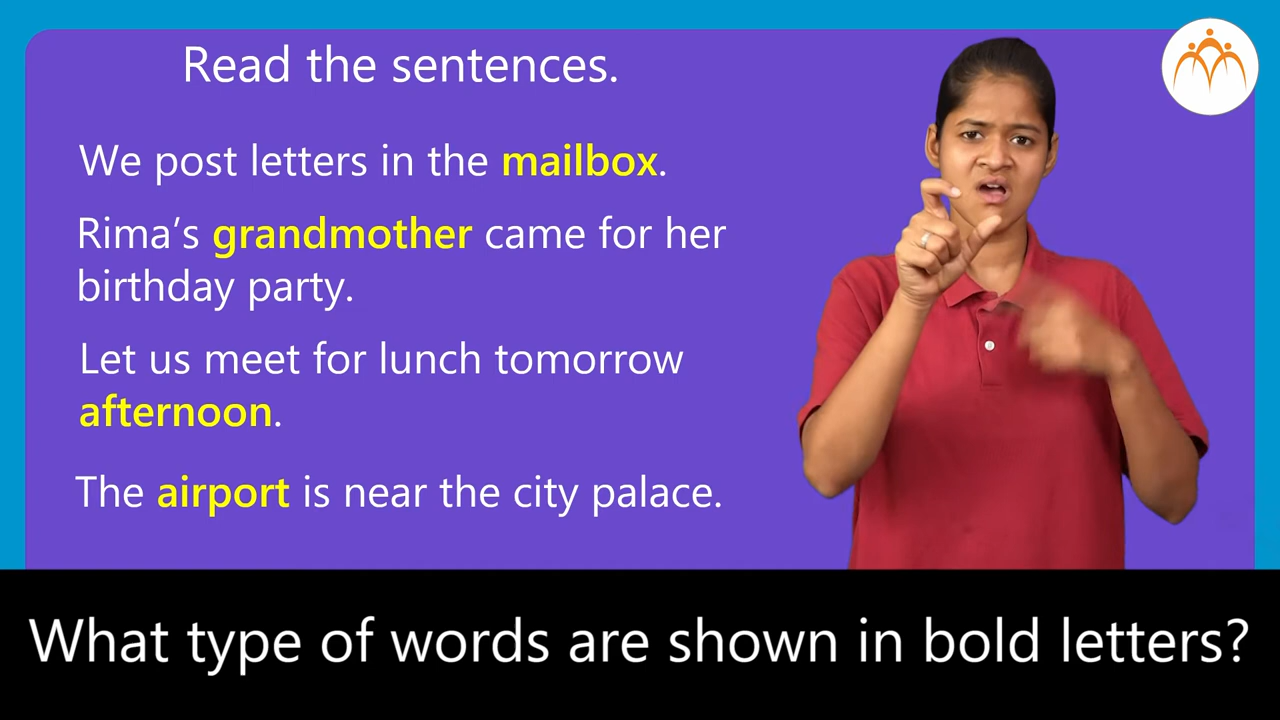 Read the sentences.
We post letters in the mailbox.
Rima’s grandmother came for her
birthday party.
Let us meet for lunch tomorrow
afternoon.
The airport is near the city palace.
What type of words are shown in bold letters?